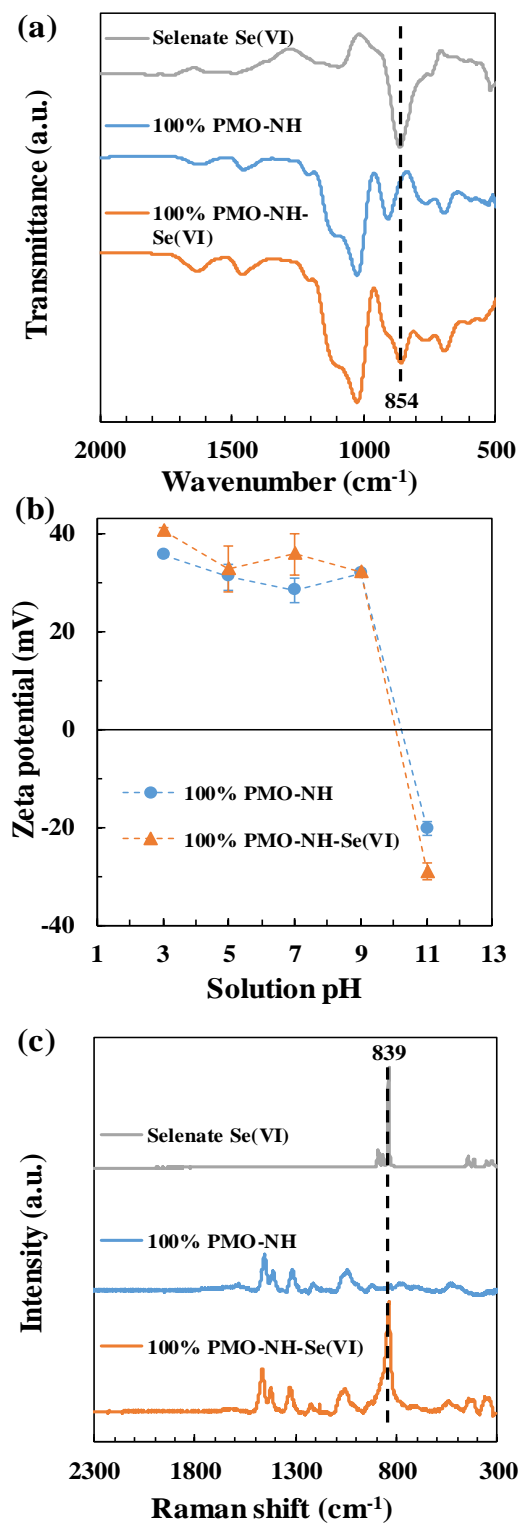 (a)
Selenate Se(VI)
100% PMO-NH
100% PMO-NH-
Se(VI)
854
Transmittance (a.u.)
2000 1500 1000 500
Wavenumber (cm⁻¹)
(b)
40
20
0
-20
-40
Zeta potential (mV)
100% PMO-NH
100% PMO-NH-Se(VI)
1 3 5 7 9 11 13
Solution pH
(c)
839
Selenate Se(VI)
100% PMO-NH
100% PMO-NH-Se(VI)
Intensity (a.u.)
2300 1800 1300 800 300
Raman shift (cm⁻¹)